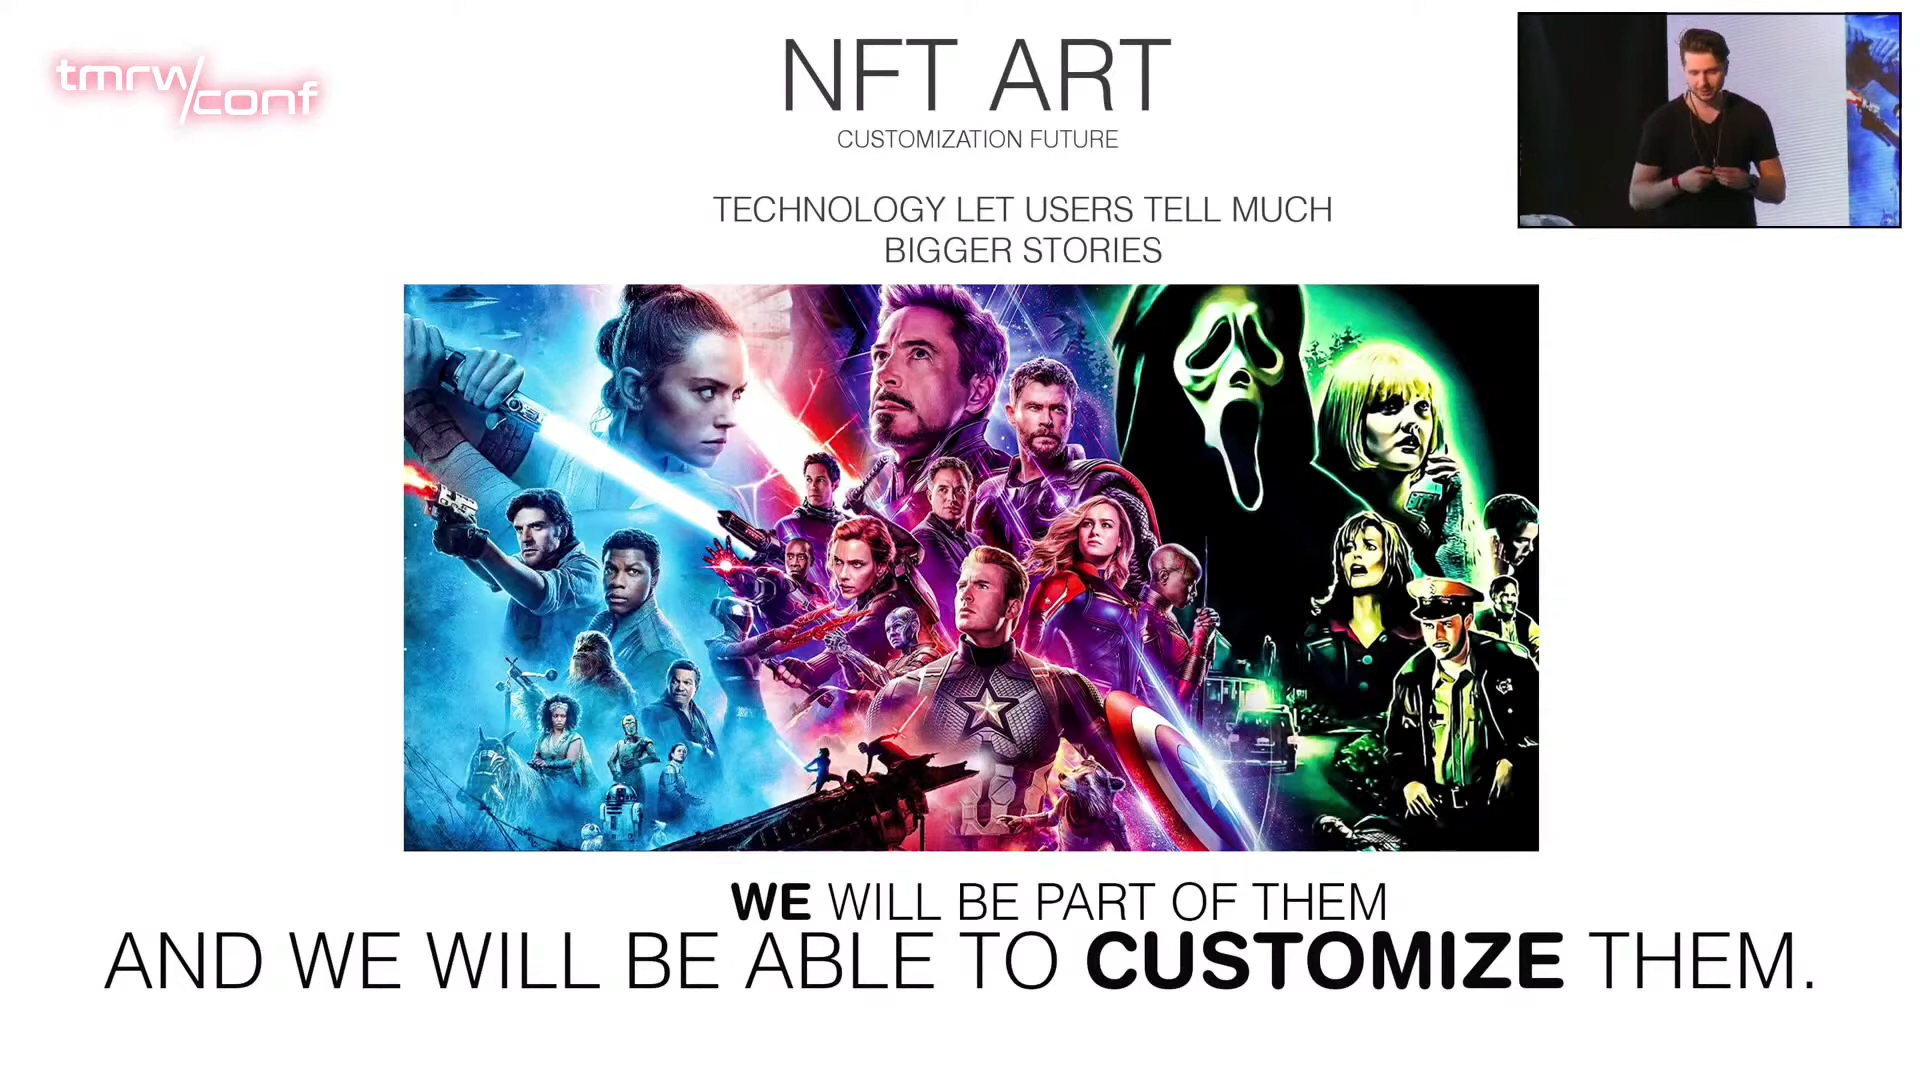 tmrw/
conf
NFT ART
CUSTOMIZATION FUTURE
TECHNOLOGY LET USERS TELL MUCH
BIGGER STORIES
WE WILL BE PART OF THEM
AND WE WILL BE ABLE TO CUSTOMIZE THEM.